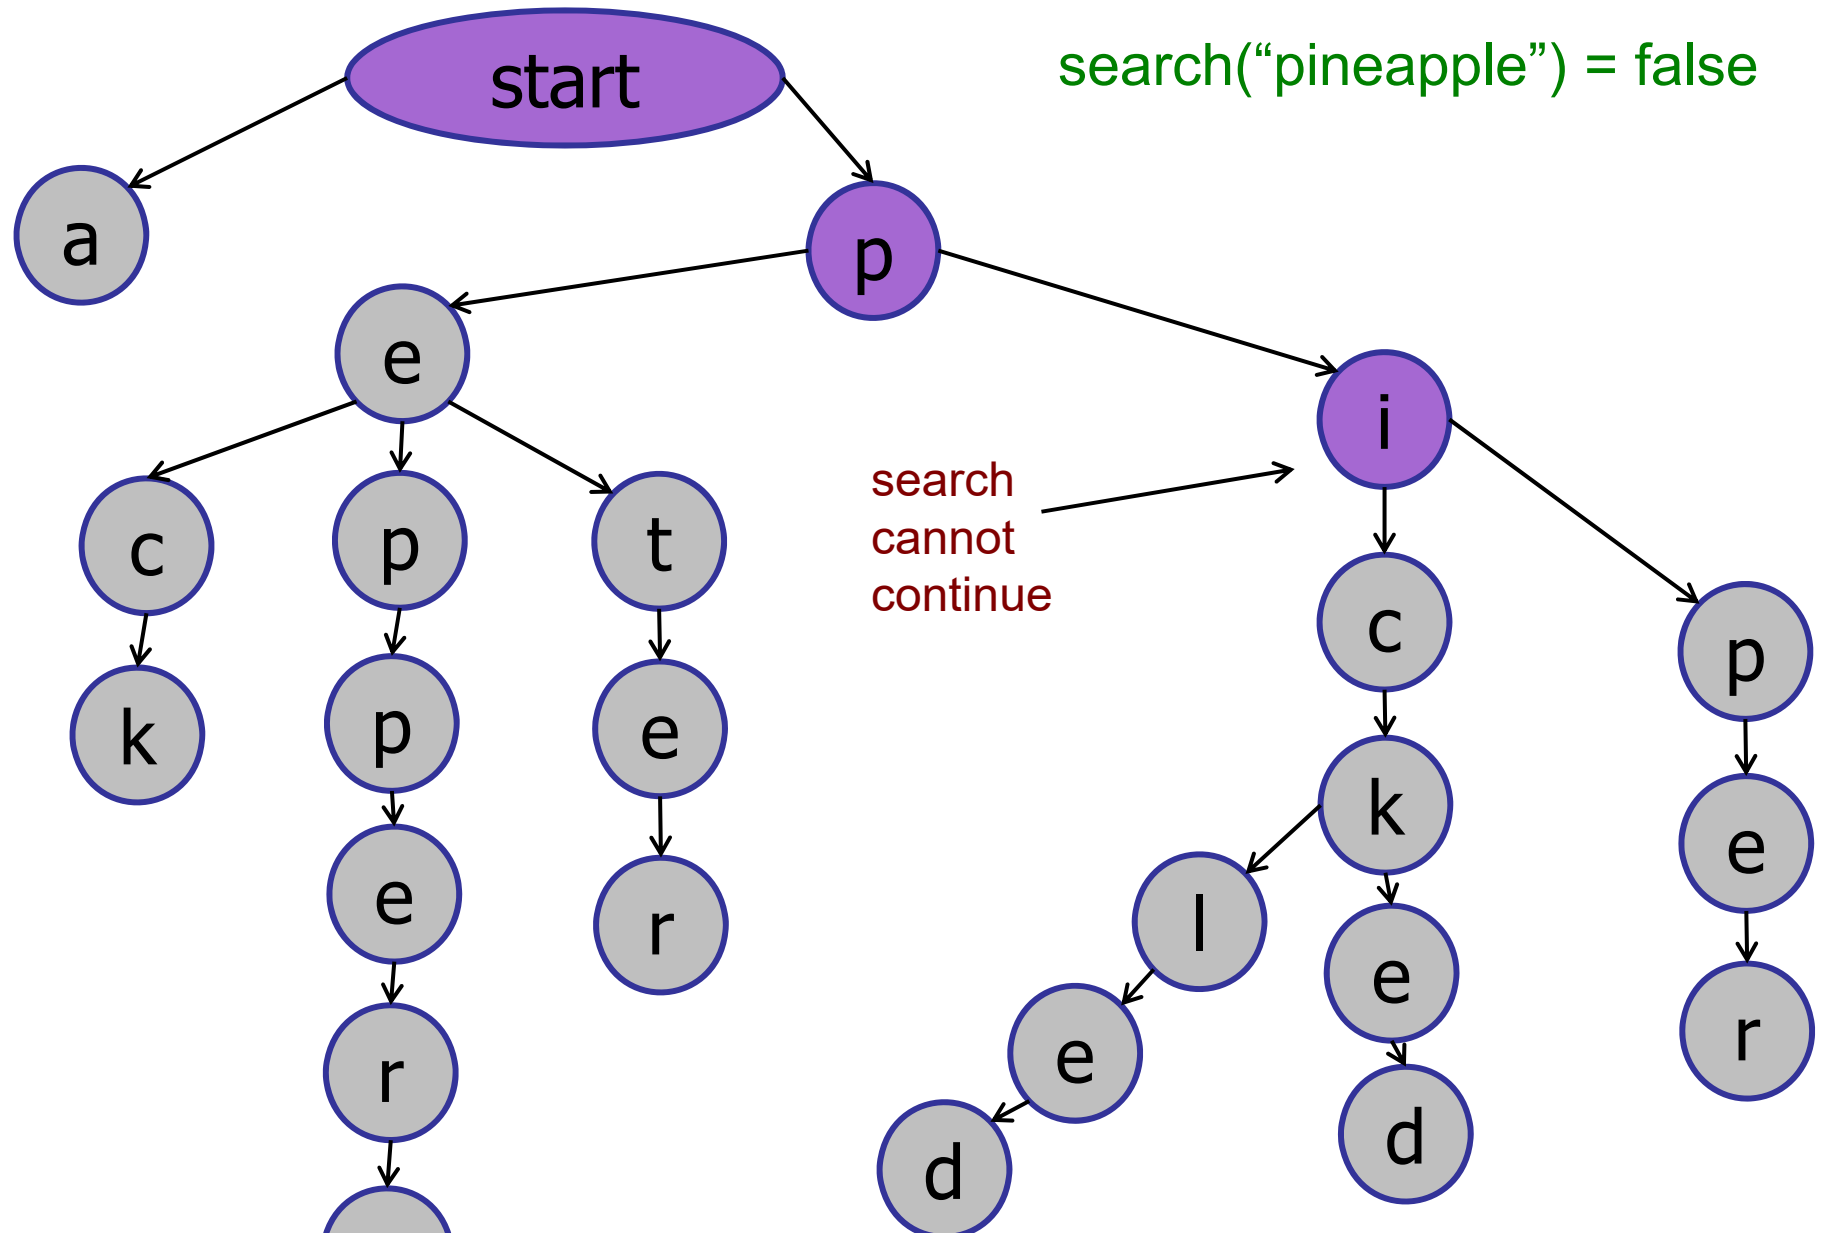 start
search(“pineapple”) = false
a
p
e
i
search
cannot
continue
c
p
t
c
p
k
p
e
k
e
e
r
l
e
r
r
e
d
d